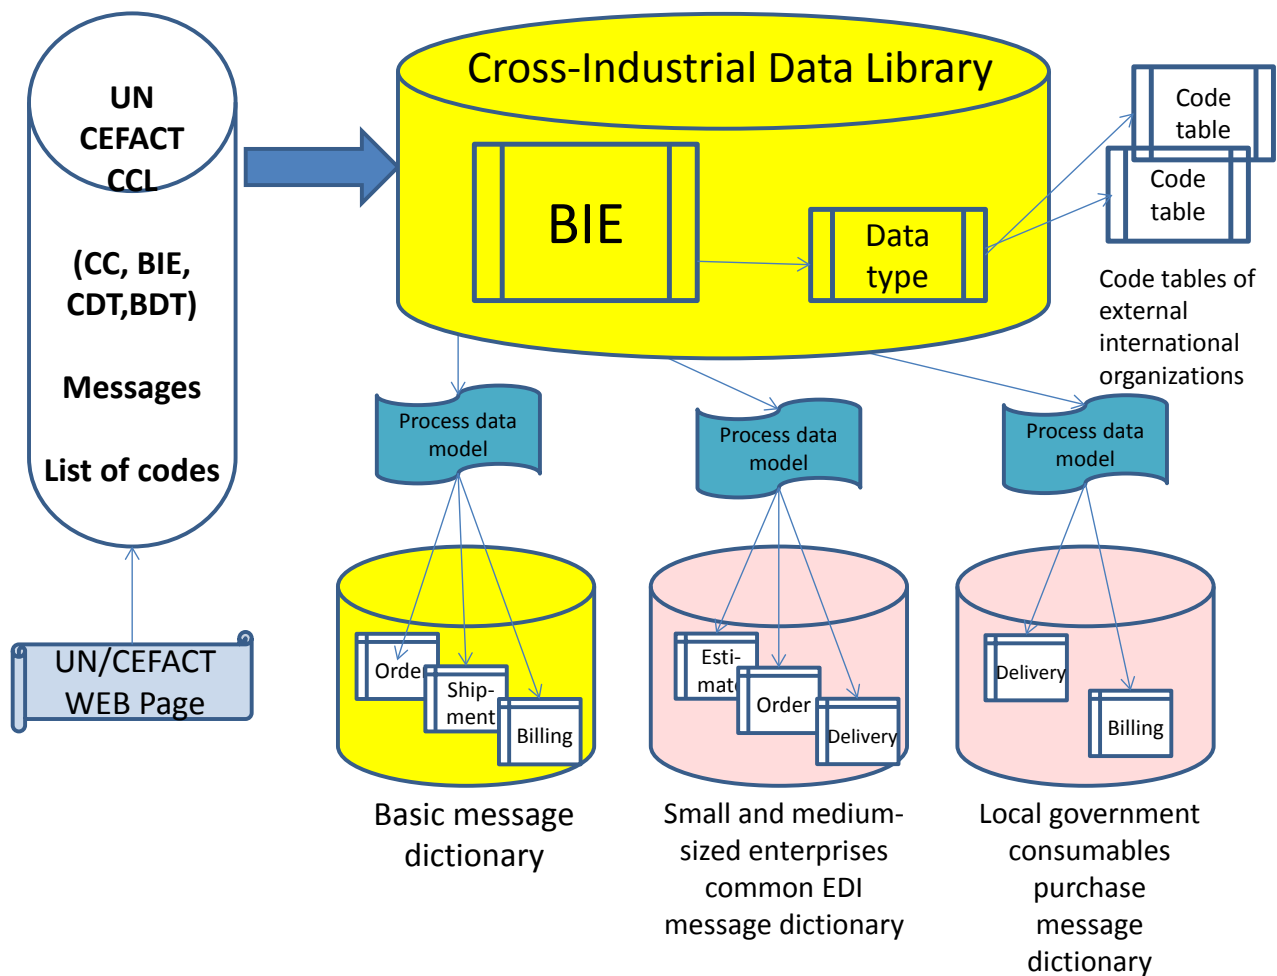 UN
CEFACT
CCL
(CC, BIE,
CDT,BDT)
Messages
List of codes
UN/CEFACT
WEB Page
Cross-Industrial Data Library
BIE
Data
type
Code
table
Code
table
Code tables of
external
international
organizations
Process data
model
Process data
model
Process data
model
Order
Ship-
ment
Billing
Basic message
dictionary
Esti-
mate
Order
Delivery
Small and medium-
sized enterprises
common EDI
message dictionary
Delivery
Billing
Local government
consumables
purchase
message
dictionary